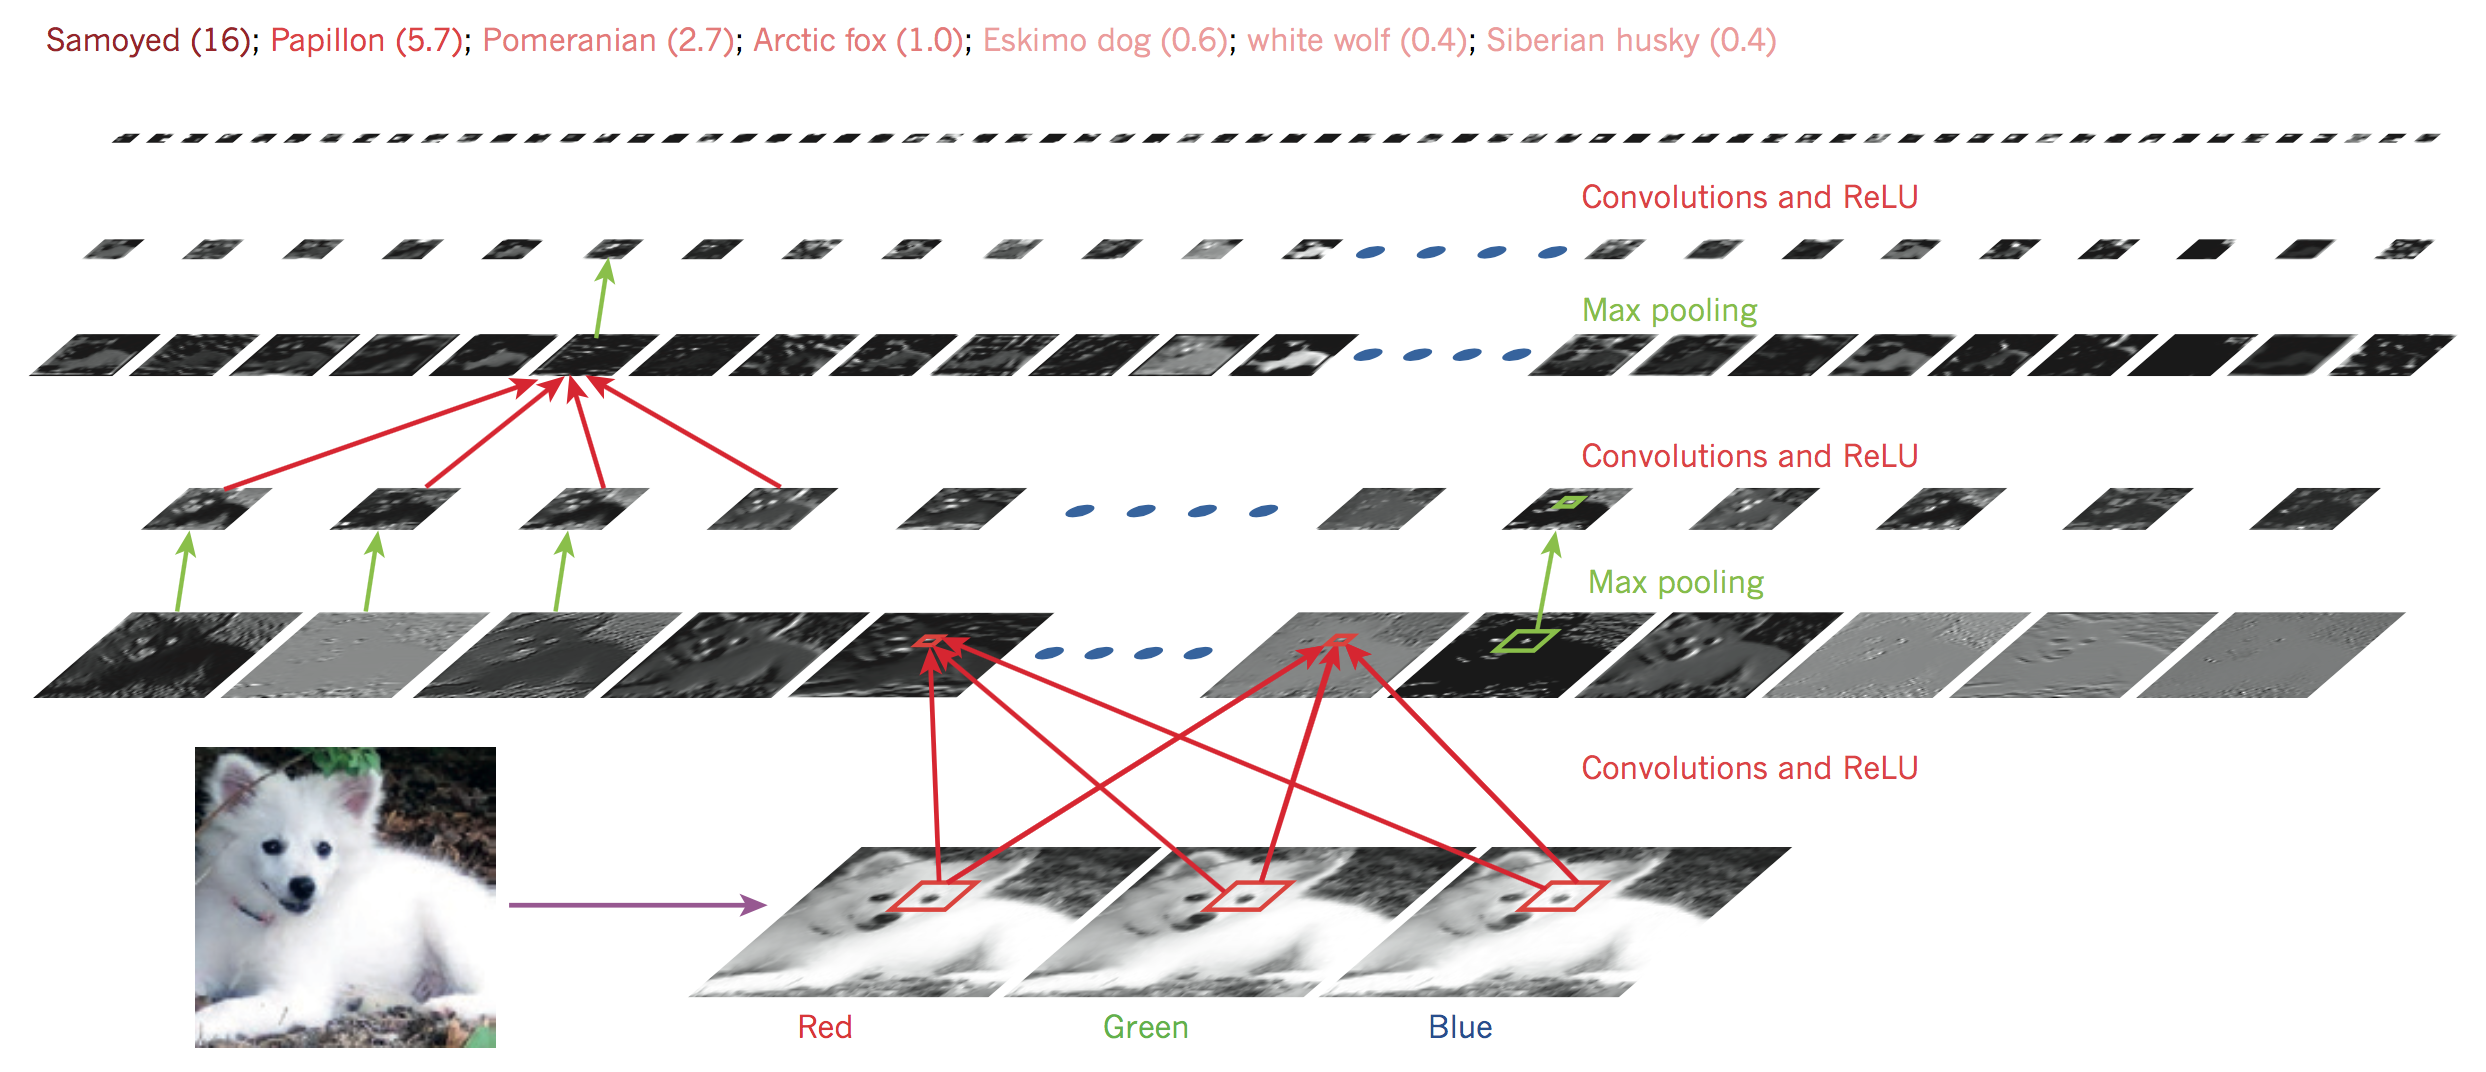 Samoyed (16); Papillon (5.7); Pomeranian (2.7); Arctic fox (1.0); Eskimo dog (0.6); white wolf (0.4); Siberian husky (0.4)
Convolutions and ReLU
Max pooling
Convolutions and ReLU
Max pooling
Convolutions and ReLU
Red
Green
Blue